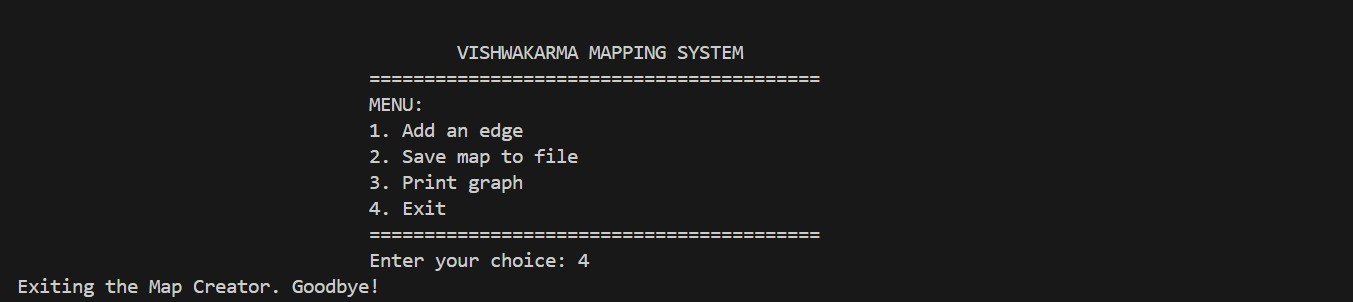 VISHWAKARMA MAPPING SYSTEM
=========================================
MENU:
1. Add an edge
2. Save map to file
3. Print graph
4. Exit
=========================================
Enter your choice: 4
Exiting the Map Creator. Goodbye!